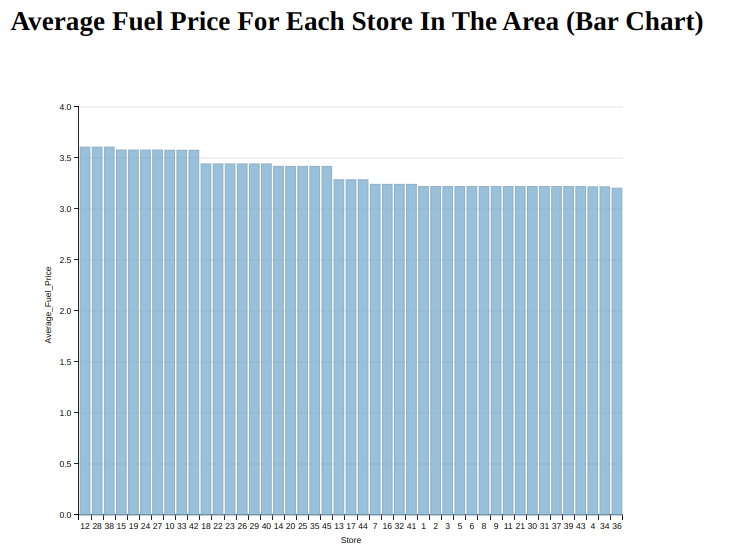 Average Fuel Price For Each Store In The Area (Bar Chart)
4.0
3.5
3.0
2.5
2.0
1.5
1.0
0.5
0.0
Average_Fuel_Price
12 28 38 15 19 24 27 10 33 42 18 22 23 26 29 40 14 20 25 35 45 13 17 44 7 16 32 41 1 2 3 5 6 8 9 11 21 30 31 37 39 43 4 34 36
Store